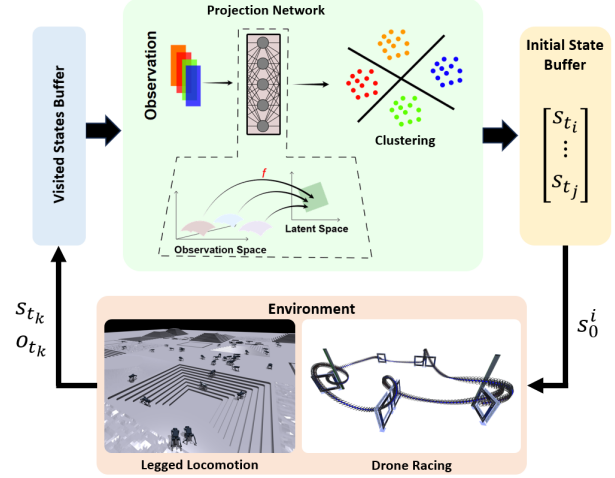 Projection Network
Visited States Buffer
Observation
Clustering
f
Observation Space
Latent Space
Initial State
Buffer
s_{t_i}
⋮
s_{t_j}
s_{t_k}
o_{t_k}
s_0^i
Environment
Legged Locomotion
Drone Racing